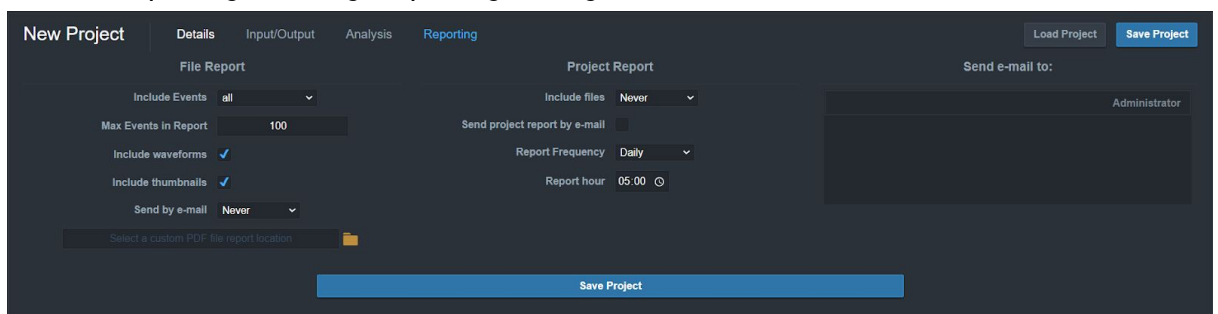 New Project Details Input/Output Analysis Reporting Load Project Save Project
File Report
Include Events all
Max Events in Report 100
Include waveforms
Include thumbnails
Send by e-mail Never
Select a custom PDF file report location
Project Report
Include files Never
Send project report by e-mail
Report Frequency Daily
Report hour 05:00
Send e-mail to:
Administrator
Save Project